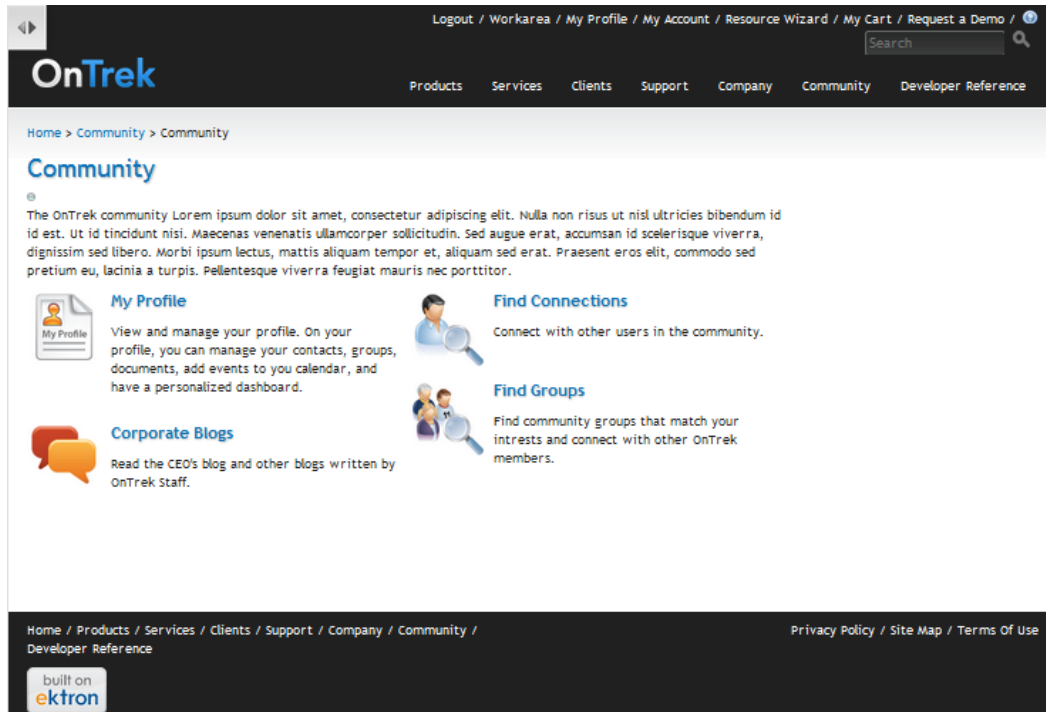 Logout / Workarea / My Profile / My Account / Resource Wizard / My Cart / Request a Demo /
Search
OnTrek
Products Services Clients Support Company Community Developer Reference
Home > Community > Community
Community
The OnTrek community Lorem ipsum dolor sit amet, consectetur adipiscing elit. Nulla non risus ut nisl ultricies bibendum id
id est. Ut id tincidunt nisi. Maecenas venenatis ullamcorper sollicitudin. Sed augue erat, accumsan id scelerisque viverra,
dignissim sed libero. Morbi ipsum lectus, mattis aliquam tempor et, aliquam sed erat. Praesent eros elit, commodo sed
pretium eu, lacinia a turpis. Pellentesque viverra feugiat mauris nec porttitor.
My Profile
My Profile
View and manage your profile. On your
profile, you can manage your contacts, groups,
documents, add events to you calendar, and
have a personalized dashboard.
Corporate Blogs
Read the CEO's blog and other blogs written by
OnTrek Staff.
Find Connections
Connect with other users in the community.
Find Groups
Find community groups that match your
intrests and connect with other OnTrek
members.
Home / Products / Services / Clients / Support / Company / Community /
Developer Reference
Privacy Policy / Site Map / Terms Of Use
built on
ektron